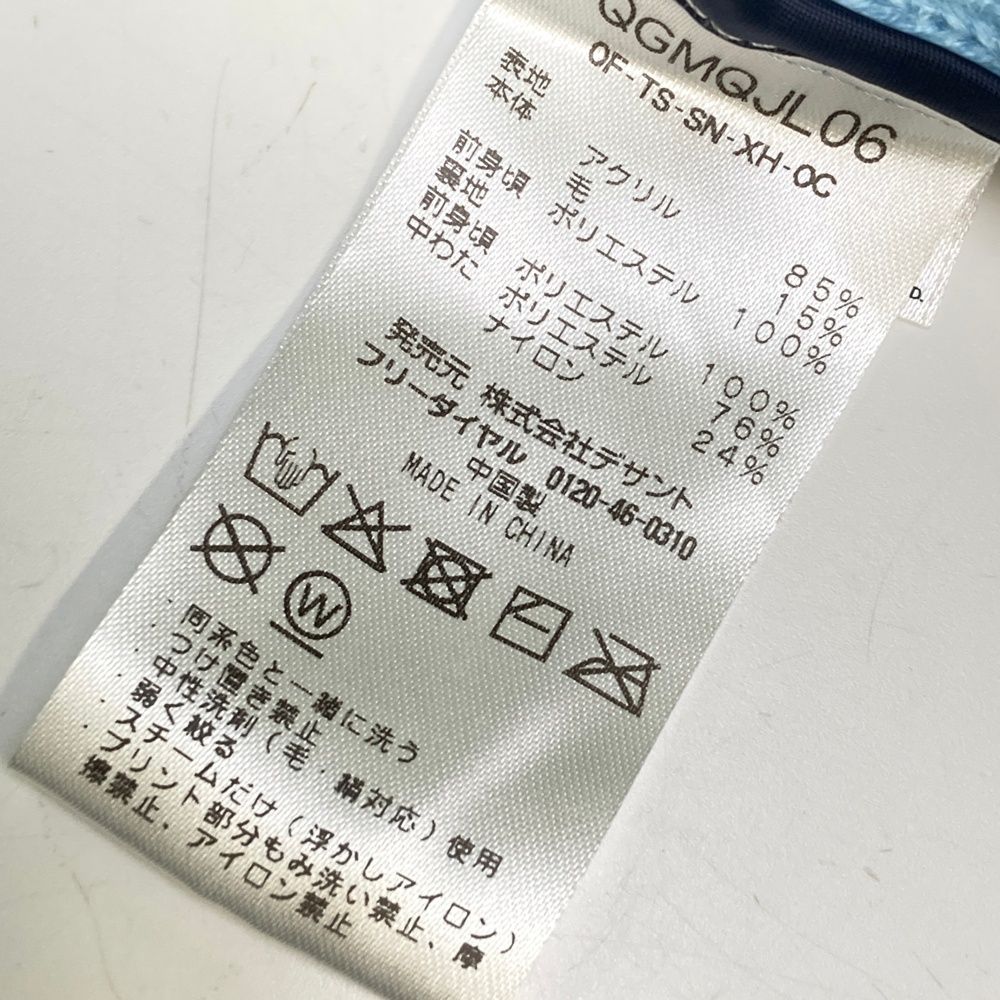 QGMQJL06
OF-TS-SN-XH-OC
表地
本体 アクリル 85%
毛 15%
前身頃 ポリエステル 100%
裏地
前身頃 ポリエステル 100%
中わた ポリエステル 76%
ナイロン 24%
発売元 株式会社デサント
フリーダイヤル 0120-46-0310
中国製
MADE IN CHINA
W
・同系色と一緒に洗う
・つけ置き禁止
・中性洗剤(毛・絹対応)使用
・弱く絞る
・スチームだけ(浮かしアイロン)
・プリント部分もみ洗い禁止、摩
擦禁止、アイロン禁止
D.